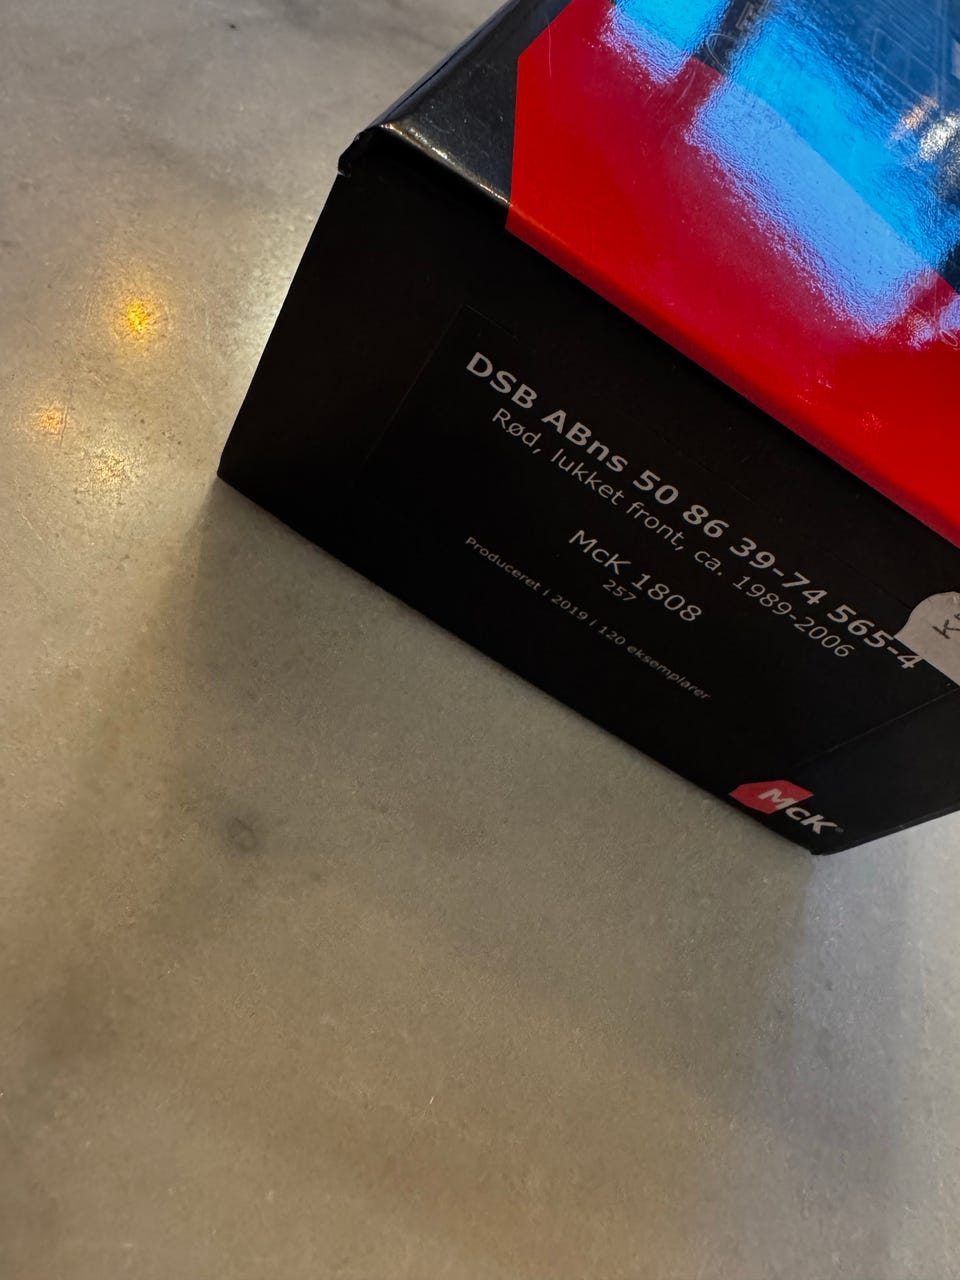 DSB ABns 50 86 39-74 565-4
Rød, lukket front, ca. 1989-2006
McK 1808
257
Produceret i 2019 i 120 eksemplarer
McK